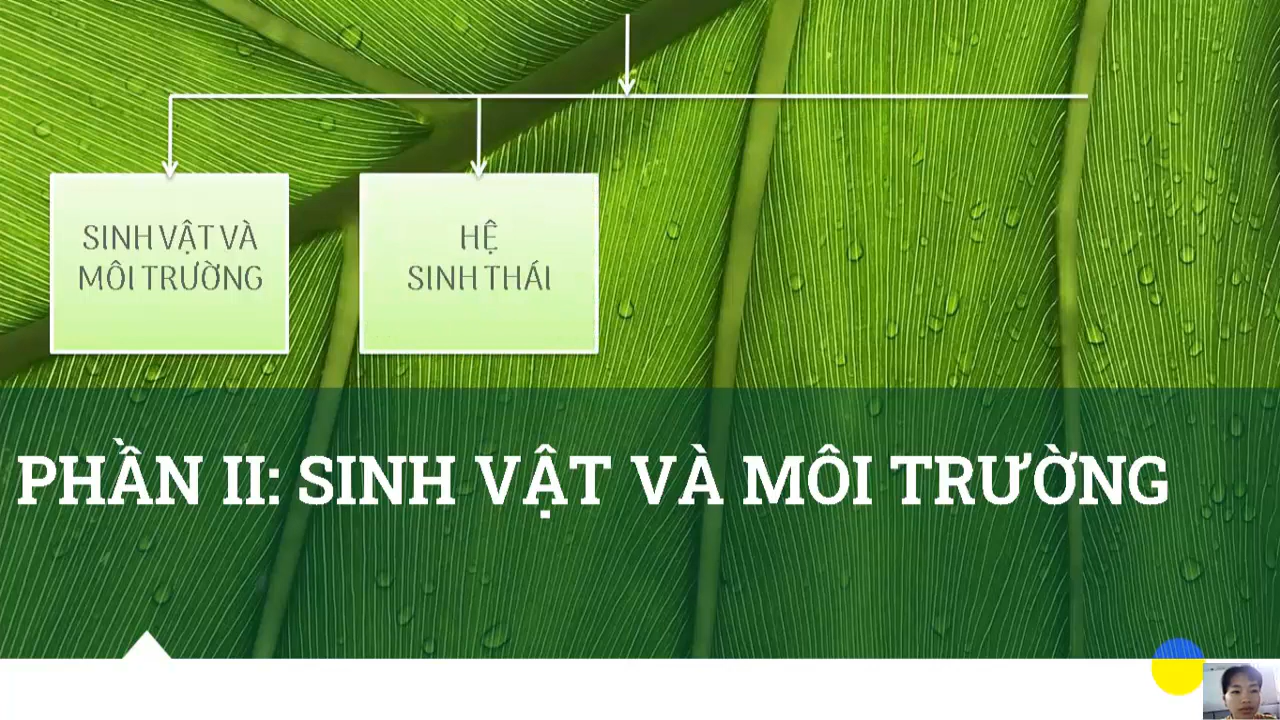 SINH VẬT VÀ
MÔI TRƯỜNG
HỆ
SINH THÁI
PHẦN II: SINH VẬT VÀ MÔI TRƯỜNG